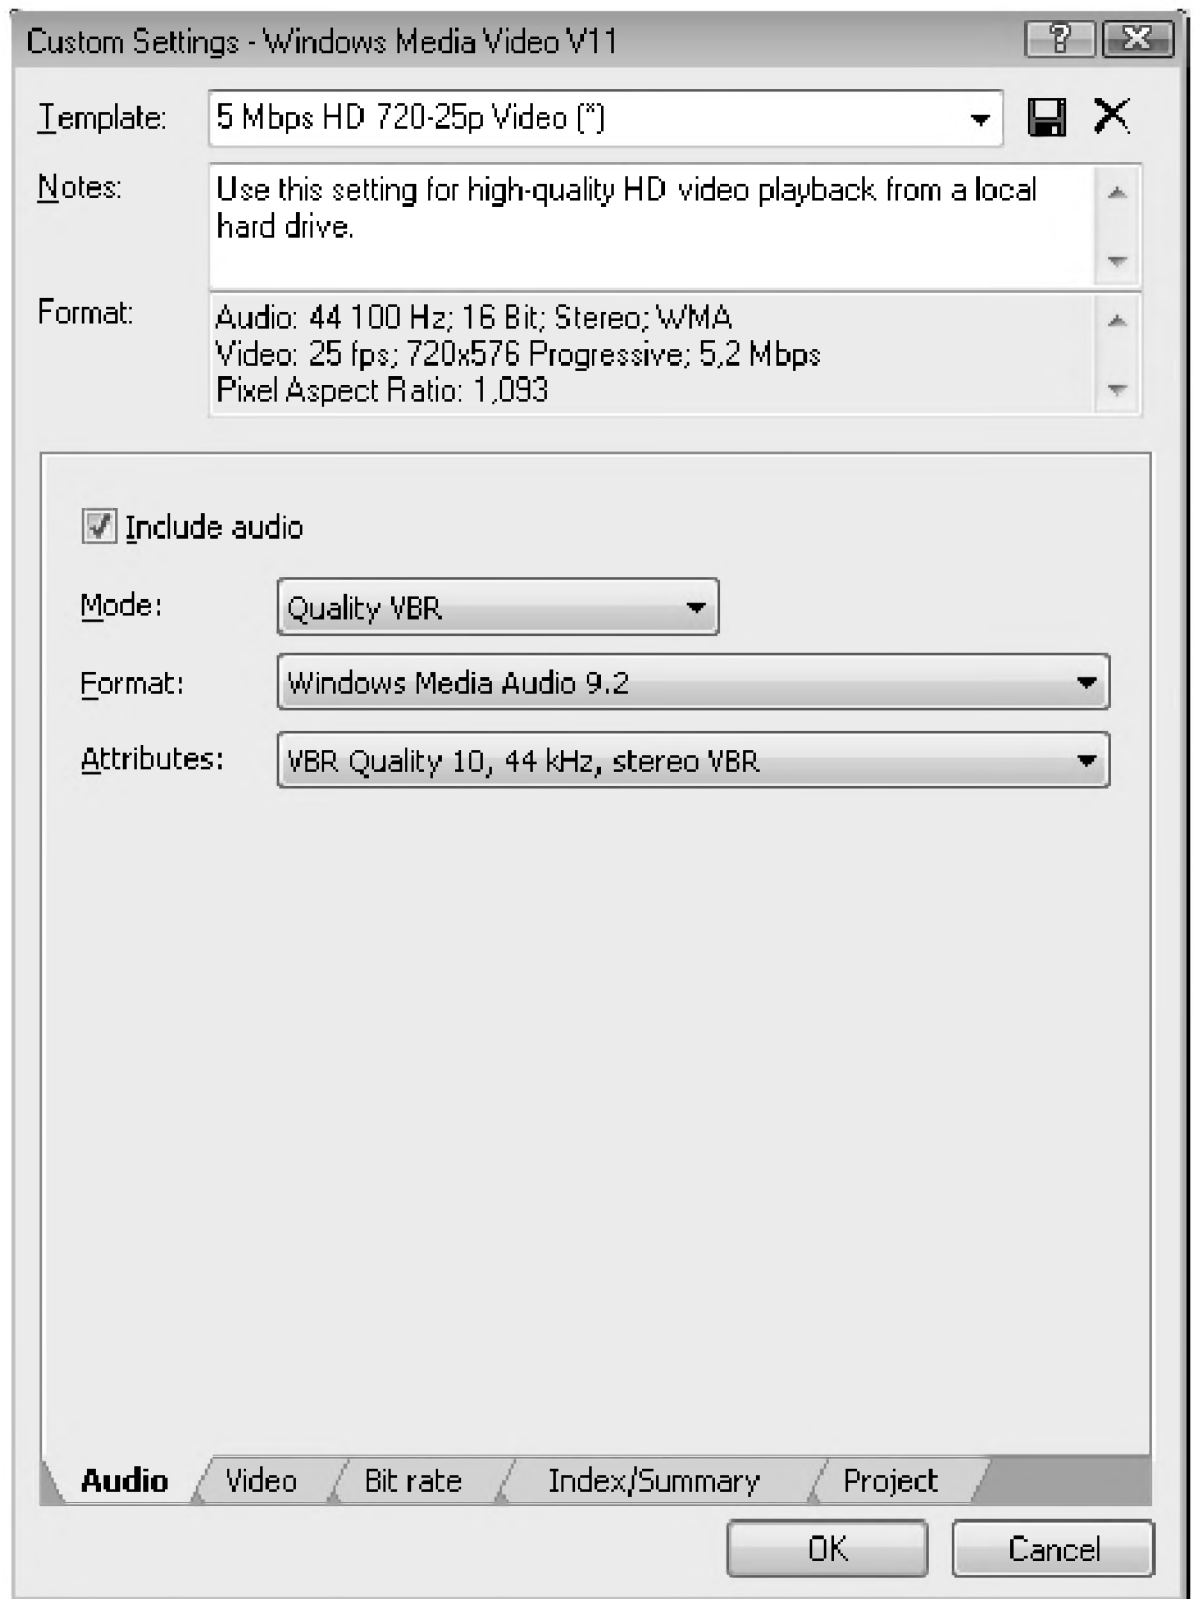 Custom Settings - Windows Media Video V11
Template: 5 Mbps HD 720-25p Video (*)
Notes: Use this setting for high-quality HD video playback from a local
hard drive.
Format: Audio: 44 100 Hz; 16 Bit; Stereo; WMA
Video: 25 fps; 720x576 Progressive; 5,2 Mbps
Pixel Aspect Ratio: 1,093
Include audio
Mode: Quality VBR
Format: Windows Media Audio 9.2
Attributes: VBR Quality 10, 44 kHz, stereo VBR
Audio Video Bit rate Index/Summary Project
OK Cancel